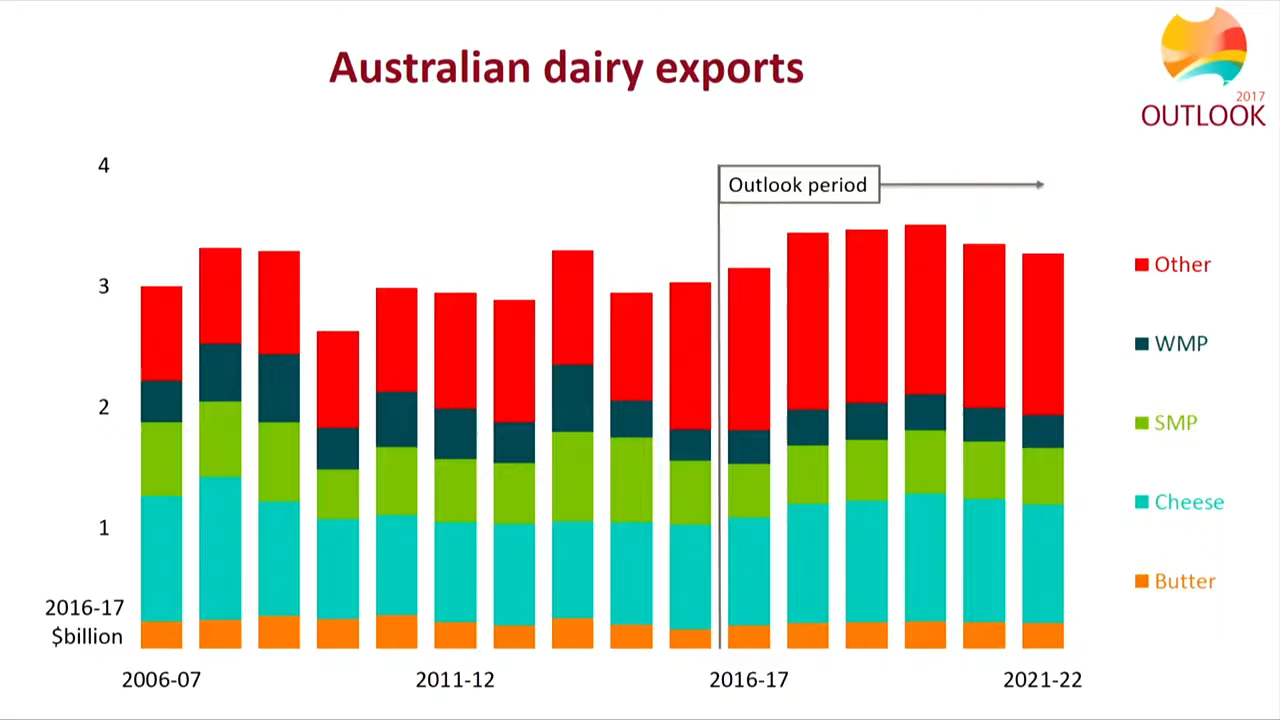 Australian dairy exports
2017
OUTLOOK
4
Outlook period
3
2
1
2016-17
$billion
2006-07
2011-12
2016-17
2021-22
Other
WMP
SMP
Cheese
Butter